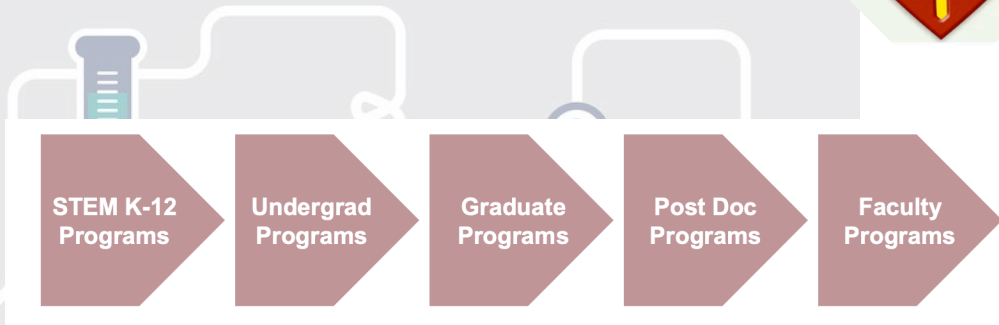 STEM K-12
Programs
Undergrad
Programs
Graduate
Programs
Post Doc
Programs
Faculty
Programs